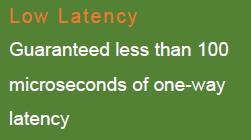 Low Latency
Guaranteed less than 100
microseconds of one-way
latency